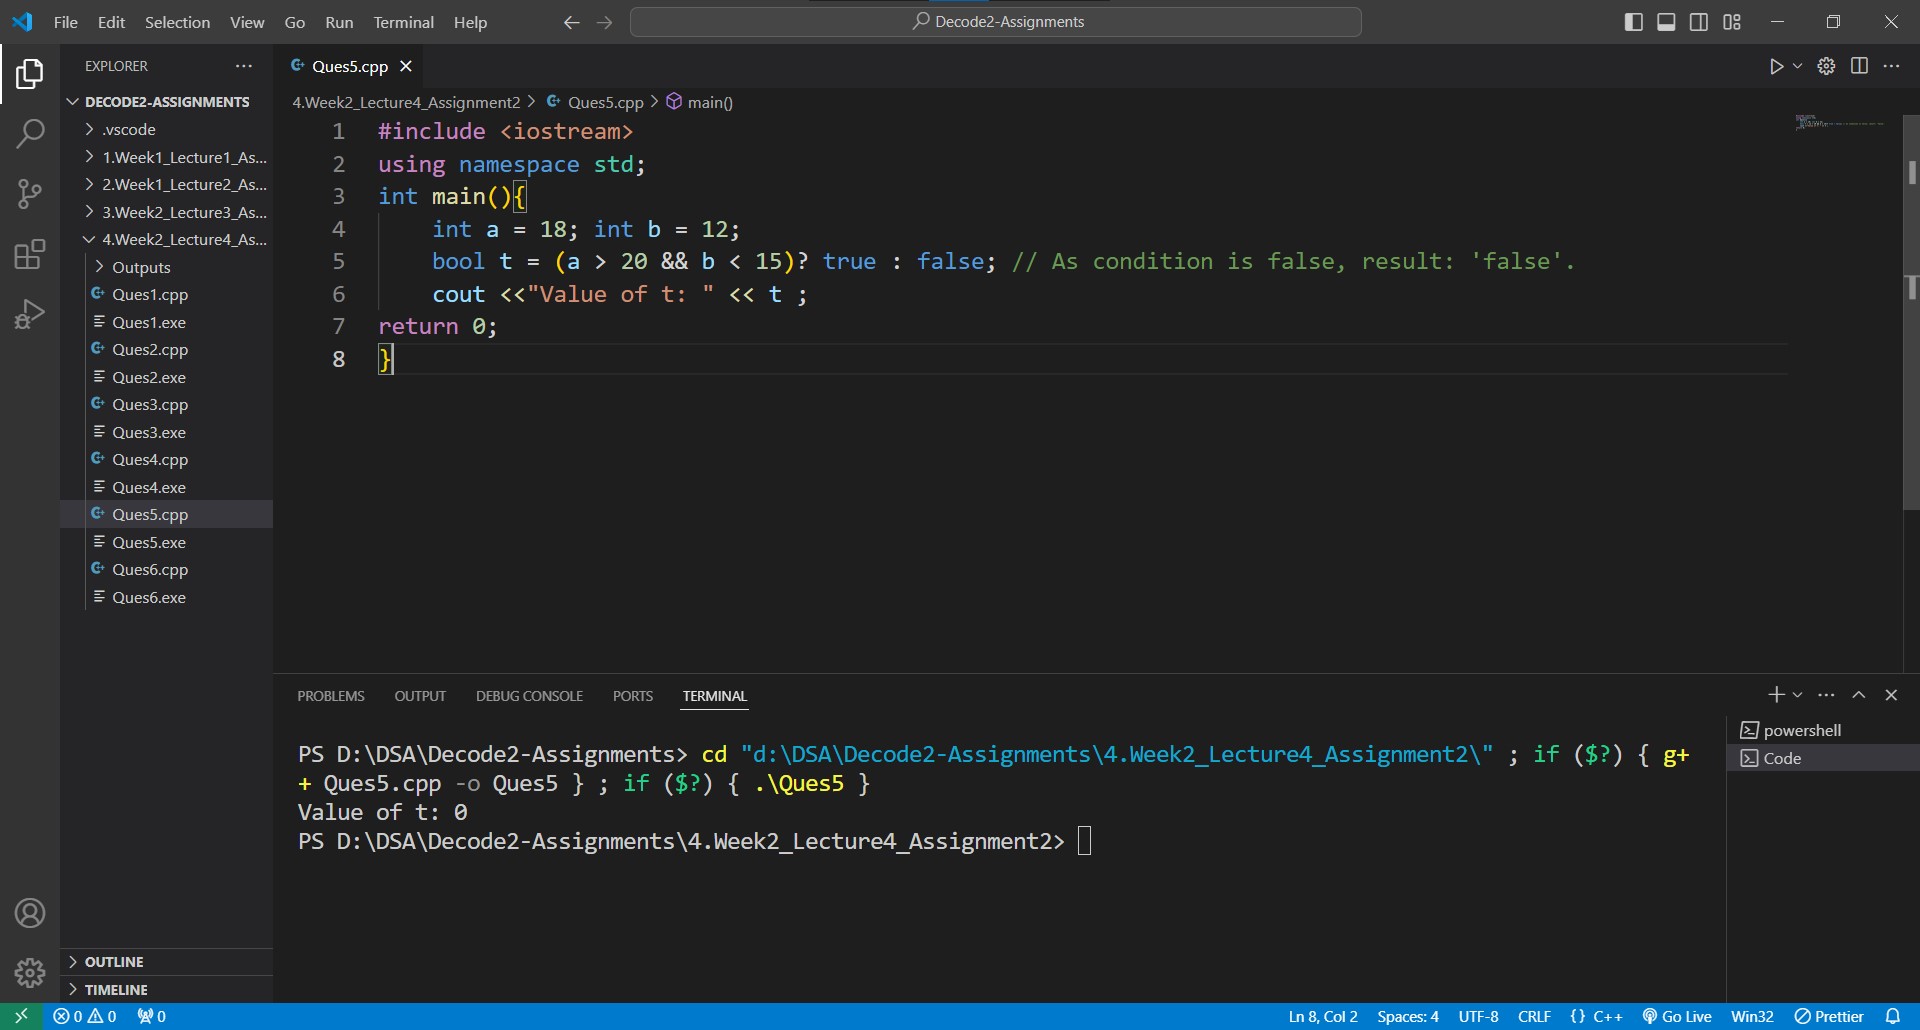 File Edit Selection View Go Run Terminal Help
Decode2-Assignments
EXPLORER
DECODE2-ASSIGNMENTS
.vscode
1.Week1_Lecture1_As...
2.Week1_Lecture2_As...
3.Week2_Lecture3_As...
4.Week2_Lecture4_As...
Outputs
Ques1.cpp
Ques1.exe
Ques2.cpp
Ques2.exe
Ques3.cpp
Ques3.exe
Ques4.cpp
Ques4.exe
Ques5.cpp
Ques5.exe
Ques6.cpp
Ques6.exe
OUTLINE
TIMELINE
Ques5.cpp
4.Week2_Lecture4_Assignment2 > Ques5.cpp > main()
1 #include <iostream>
2 using namespace std;
3 int main(){
4 int a = 18; int b = 12;
5 bool t = (a > 20 && b < 15)? true : false; // As condition is false, result: 'false'.
6 cout <<"Value of t: " << t ;
7 return 0;
8 }
PROBLEMS OUTPUT DEBUG CONSOLE PORTS TERMINAL
PS D:\DSA\Decode2-Assignments> cd "d:\DSA\Decode2-Assignments\4.Week2_Lecture4_Assignment2\" ; if ($?) { g+
+ Ques5.cpp -o Ques5 } ; if ($?) { .\Ques5 }
Value of t: 0
PS D:\DSA\Decode2-Assignments\4.Week2_Lecture4_Assignment2>
powershell
Code
0 0 0 Ln 8, Col 2 Spaces: 4 UTF-8 CRLF {} C++ Go Live Win32 Prettier